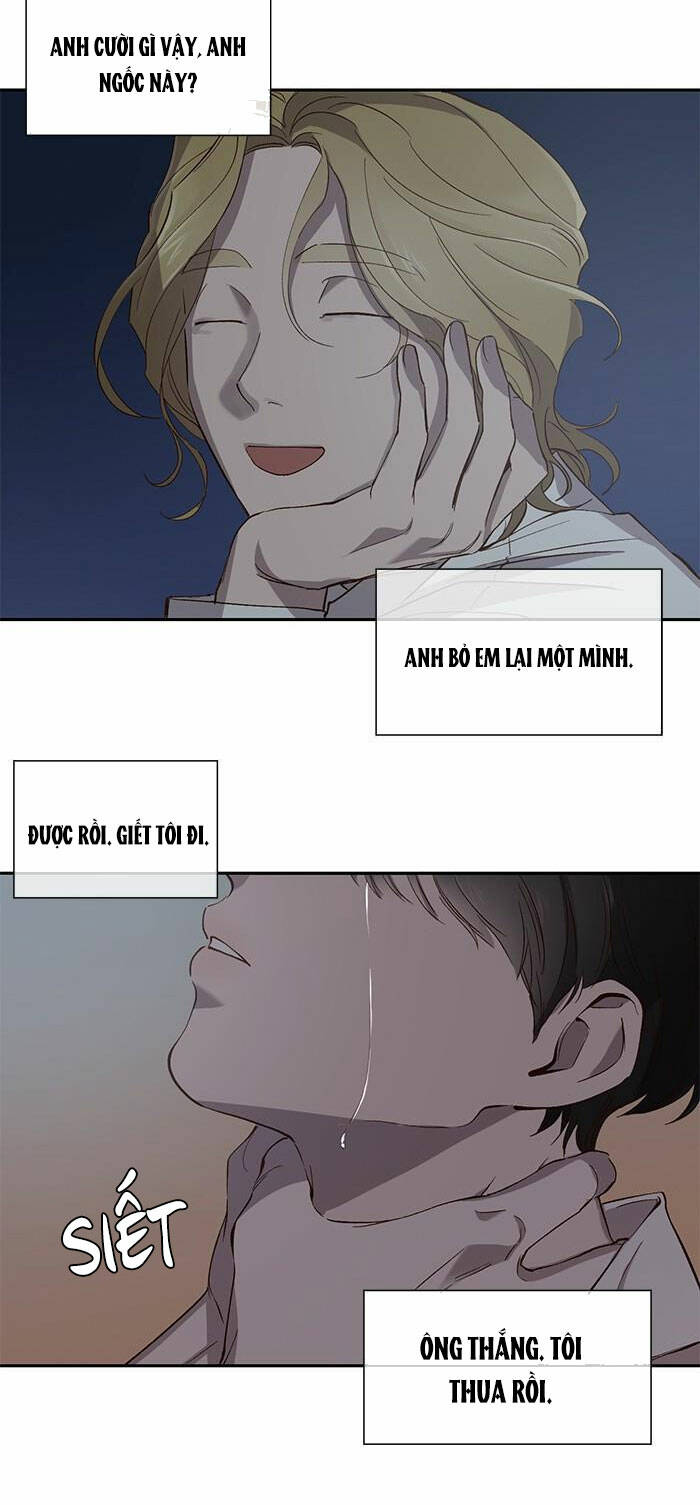 ANH CƯỜI GÌ VẬY, ANH
NGỐC NÀY?
ANH BỎ EM LẠI MỘT MÌNH.
ĐƯỢC RỒI. GIẾT TÔI ĐI.
SIẾT
ÔNG THẮNG. TÔI
THUA RỒI.